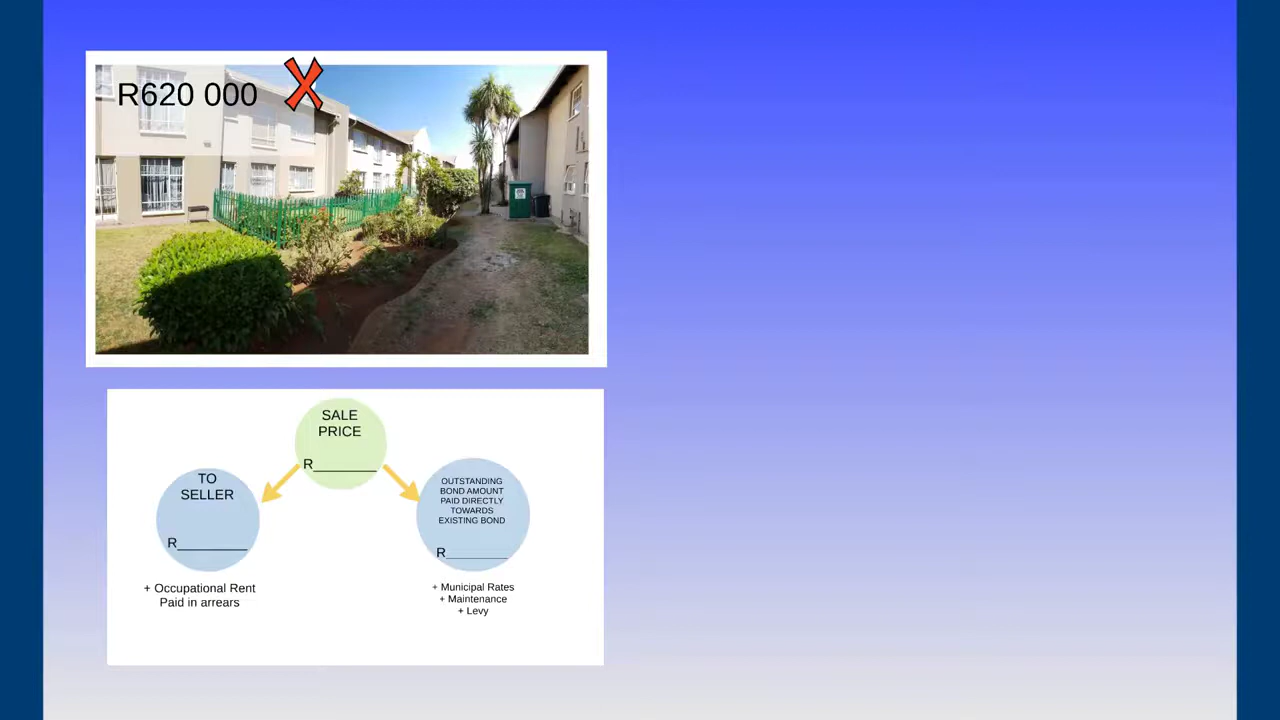 R620 000
SALE
PRICE
R________
TO
SELLER
R_________
OUTSTANDING
BOND AMOUNT
PAID DIRECTLY
TOWARDS
EXISTING BOND
R________
+ Occupational Rent
Paid in arrears
+ Municipal Rates
+ Maintenance
+ Levy